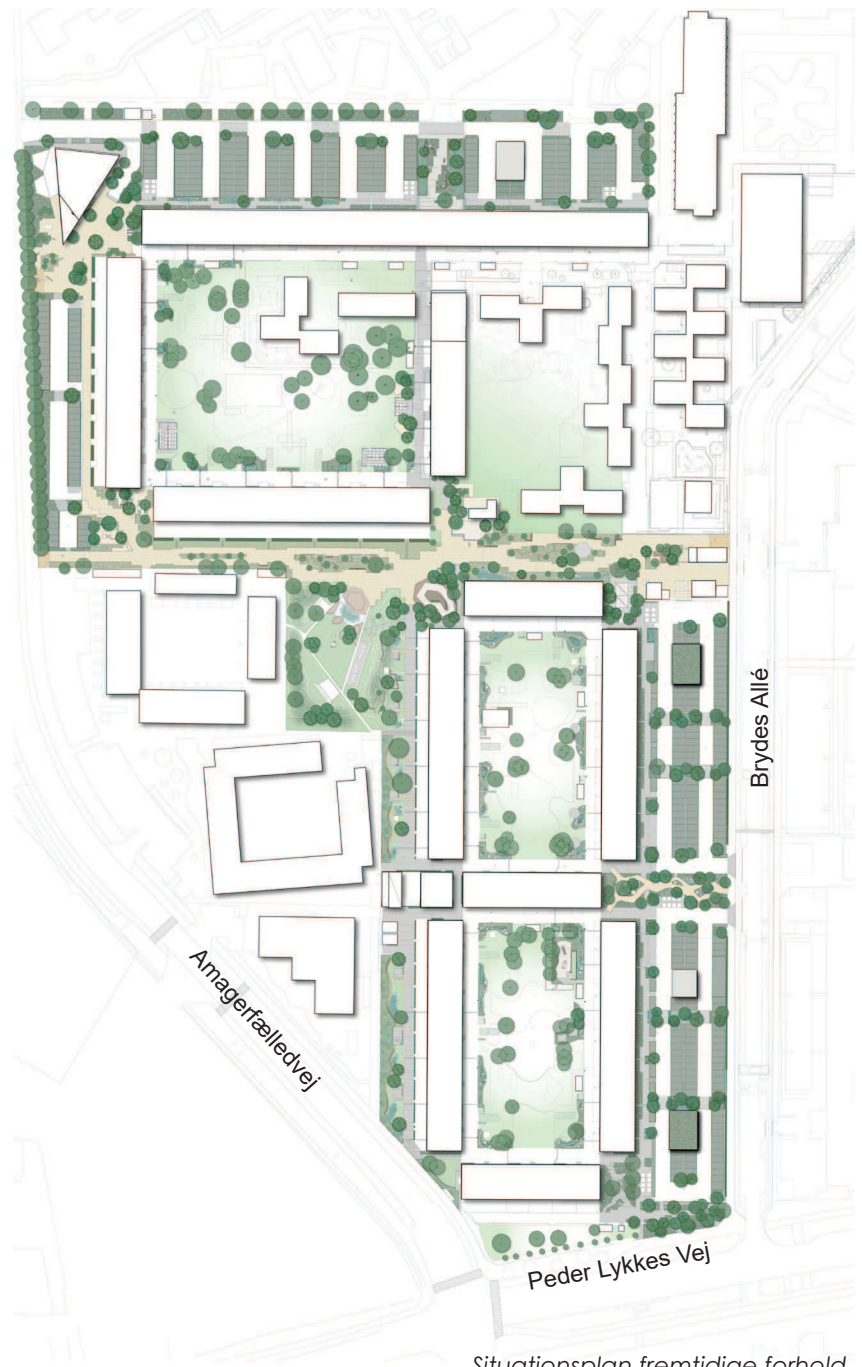 Brydes Allé
Amagerfælledvej
Peder Lykkes Vej
Situationsplan fremtidige forhold